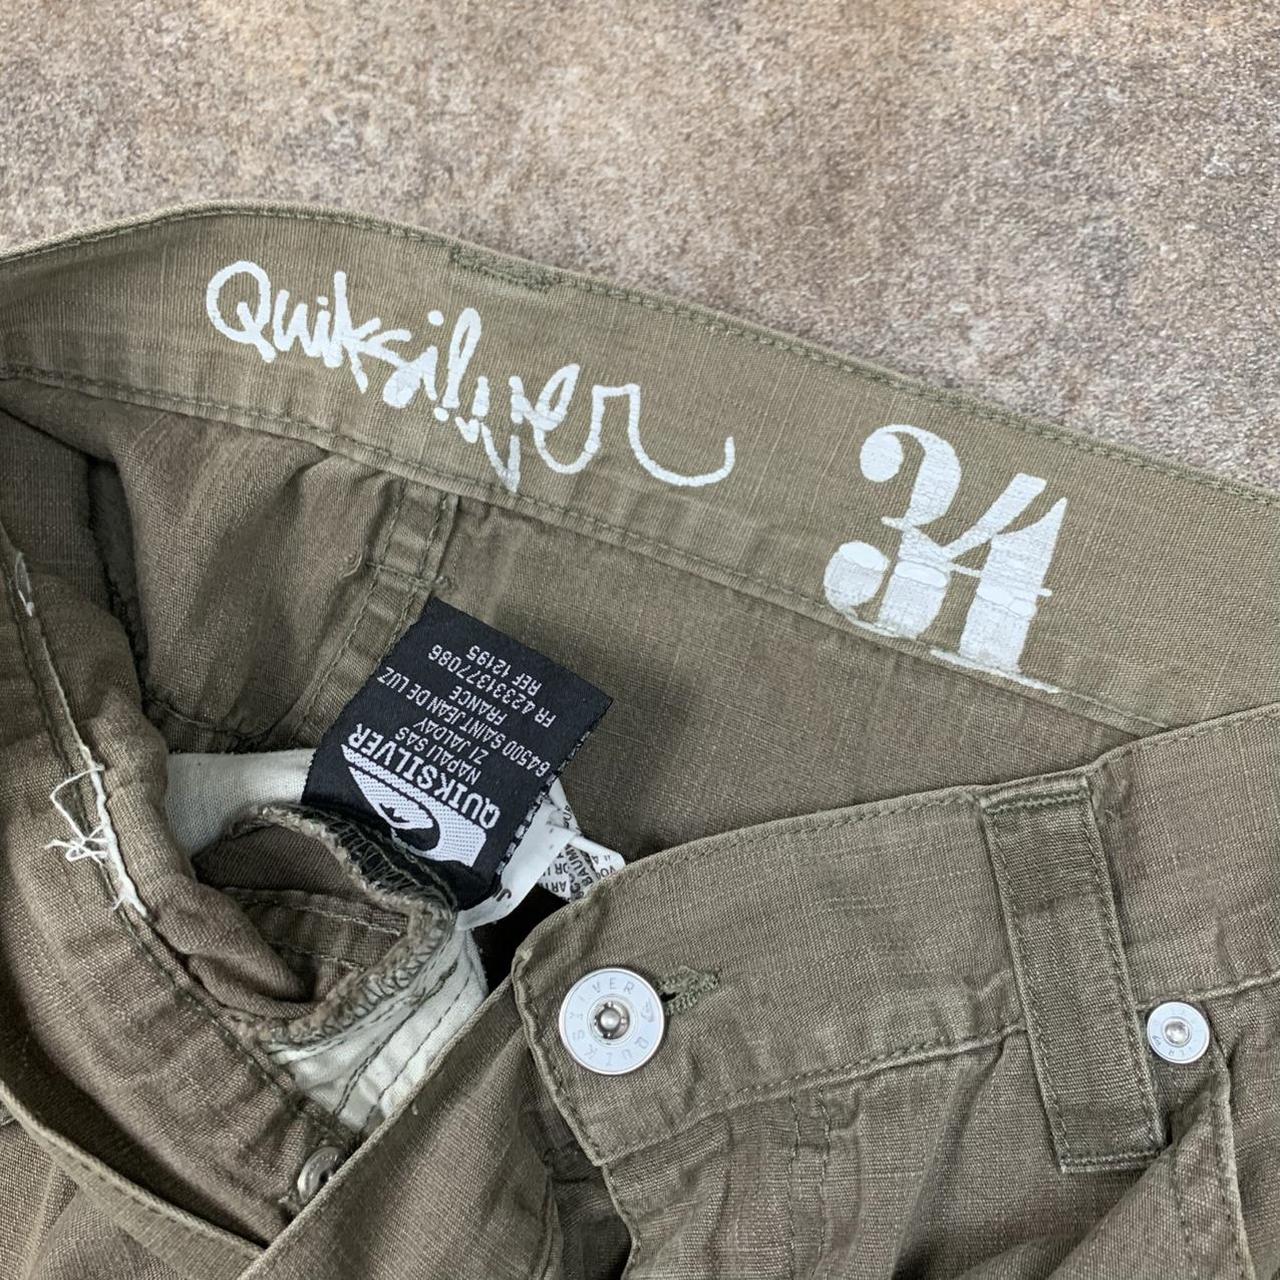 Quiksilver 34
QUIKSILVER
NAPALI SAS
ZI JALDAY
64500 SAINT JEAN DE LUZ
FRANCE
FR 42331377086
REF 12195
QUIKSILVER